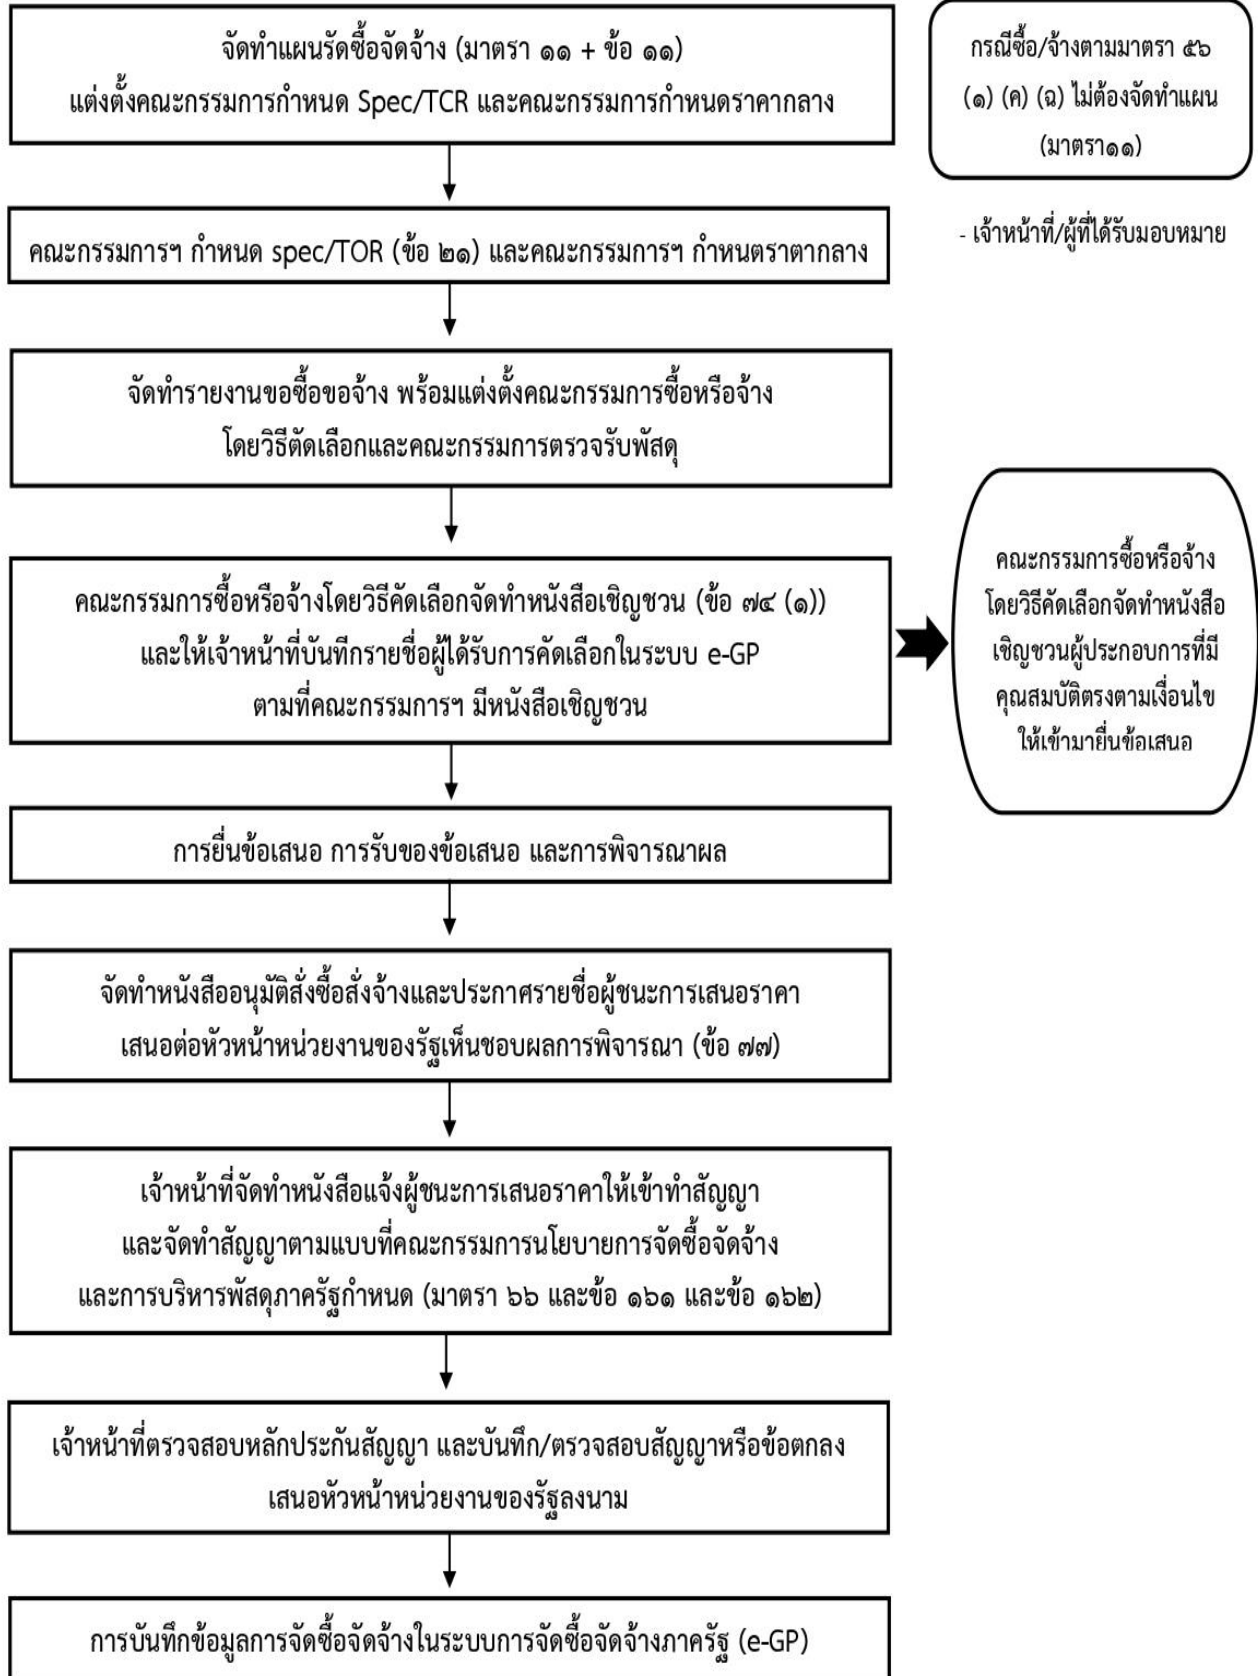 จัดทำแผนรัดซื้อจัดจ้าง (มาตรา ๑๑ + ข้อ ๑๑)
แต่งตั้งคณะกรรมการกำหนด Spec/TCR และคณะกรรมการกำหนดราคากลาง
กรณีซื้อ/จ้างตามมาตรา ๕๖
(๑) (ค) (ฉ) ไม่ต้องจัดทำแผน
(มาตรา๑๑)
คณะกรรมการฯ กำหนด spec/TOR (ข้อ ๒๑) และคณะกรรมการฯ กำหนตราตากลาง
- เจ้าหน้าที่/ผู้ที่ได้รับมอบหมาย
จัดทำรายงานขอซื้อขอจ้าง พร้อมแต่งตั้งคณะกรรมการซื้อหรือจ้าง
โดยวิธีตัดเลือกและคณะกรรมการตรวจรับพัสดุ
คณะกรรมการซื้อหรือจ้างโดยวิธีคัดเลือกจัดทำหนังสือเชิญชวน (ข้อ ๗๔ (๑))
และให้เจ้าหน้าที่บันทึกรายชื่อผู้ได้รับการคัดเลือกในระบบ e-GP
ตามที่คณะกรรมการฯ มีหนังสือเชิญชวน
คณะกรรมการซื้อหรือจ้าง
โดยวิธีคัดเลือกจัดทำหนังสือ
เชิญชวนผู้ประกอบการที่มี
คุณสมบัติตรงตามเงื่อนไข
ให้เข้ามายื่นข้อเสนอ
การยื่นข้อเสนอ การรับของข้อเสนอ และการพิจารณาผล
จัดทำหนังสืออนุมัติสั่งซื้อสั่งจ้างและประกาศรายชื่อผู้ชนะการเสนอราคา
เสนอต่อหัวหน้าหน่วยงานของรัฐเห็นชอบผลการพิจารณา (ข้อ ๗๗)
เจ้าหน้าที่จัดทำหนังสือแจ้งผู้ชนะการเสนอราคาให้เข้าทำสัญญา
และจัดทำสัญญาตามแบบที่คณะกรรมการนโยบายการจัดซื้อจัดจ้าง
และการบริหารพัสดุภาครัฐกำหนด (มาตรา ๖๖ และข้อ ๑๖๑ และข้อ ๑๖๒)
เจ้าหน้าที่ตรวจสอบหลักประกันสัญญา และบันทึก/ตรวจสอบสัญญาหรือข้อตกลง
เสนอหัวหน้าหน่วยงานของรัฐลงนาม
การบันทึกข้อมูลการจัดซื้อจัดจ้างในระบบการจัดซื้อจัดจ้างภาครัฐ (e-GP)